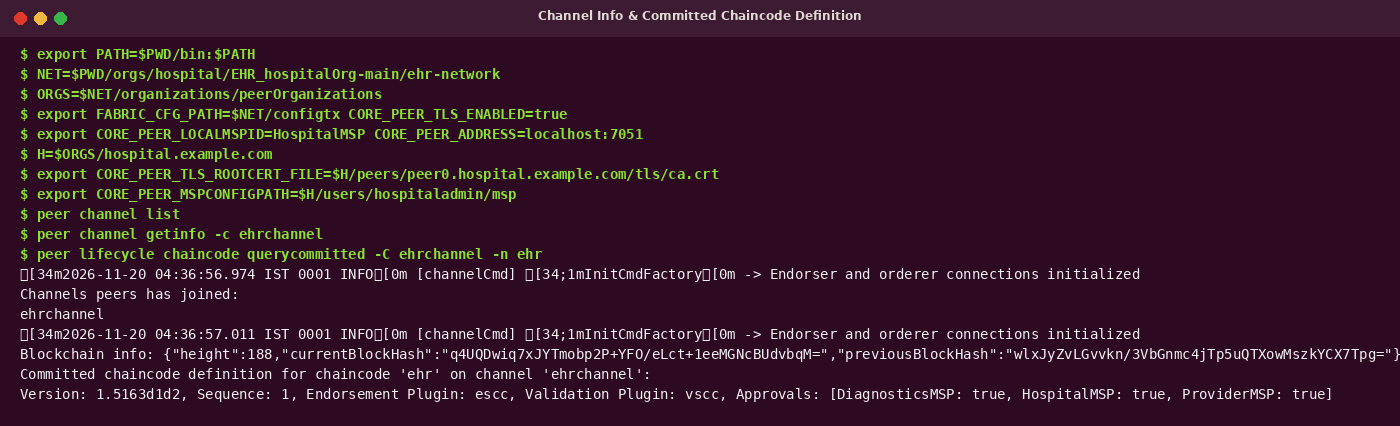 Channel Info & Committed Chaincode Definition
$ export PATH=$PWD/bin:$PATH
$ NET=$PWD/orgs/hospital/EHR_hospitalOrg-main/ehr-network
$ ORGS=$NET/organizations/peerOrganizations
$ export FABRIC_CFG_PATH=$NET/configtx CORE_PEER_TLS_ENABLED=true
$ export CORE_PEER_LOCALMSPID=HospitalMSP CORE_PEER_ADDRESS=localhost:7051
$ H=$ORGS/hospital.example.com
$ export CORE_PEER_TLS_ROOTCERT_FILE=$H/peers/peer0.hospital.example.com/tls/ca.crt
$ export CORE_PEER_MSPCONFIGPATH=$H/users/hospitaladmin/msp
$ peer channel list
$ peer channel getinfo -c ehrchannel
$ peer lifecycle chaincode querycommitted -C ehrchannel -n ehr
[34m2026-11-20 04:36:56.974 IST 0001 INFO[0m [channelCmd] [34;1mInitCmdFactory[0m -> Endorser and orderer connections initialized
Channels peers has joined:
ehrchannel
[34m2026-11-20 04:36:57.011 IST 0001 INFO[0m [channelCmd] [34;1mInitCmdFactory[0m -> Endorser and orderer connections initialized
Blockchain info: {"height":188,"currentBlockHash":"q4UQDwiq7xJYTmobp2P+YFO/eLct+1eeMGNcBUdvbqM=","previousBlockHash":"wlxJyZvLGvvkn/3VbGnmc4jTp5uQTXowMszkYCX7Tpg="}
Committed chaincode definition for chaincode 'ehr' on channel 'ehrchannel':
Version: 1.5163d1d2, Sequence: 1, Endorsement Plugin: escc, Validation Plugin: vscc, Approvals: [DiagnosticsMSP: true, HospitalMSP: true, ProviderMSP: true]